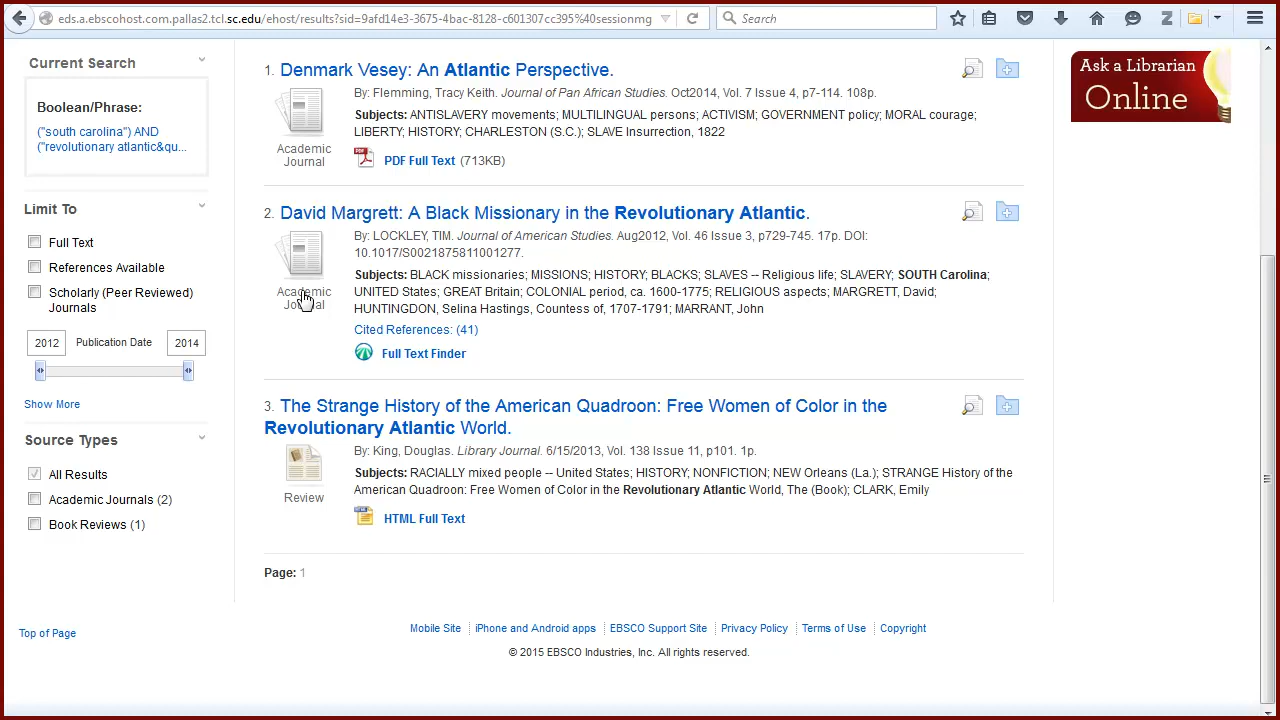 eds.a.ebscohost.com.pallas2.tcl.sc.edu/ehost/results?sid=9afd14e3-3675-4bac-8128-c601307cc395%40sessionmg
Search
Current Search
Boolean/Phrase:
("south carolina") AND
("revolutionary atlantic&qu...
Limit To
Full Text
References Available
Scholarly (Peer Reviewed)
Journals
2012 Publication Date 2014
Show More
Source Types
All Results
Academic Journals (2)
Book Reviews (1)
Top of Page
1. Denmark Vesey: An Atlantic Perspective.
By: Flemming, Tracy Keith. Journal of Pan African Studies. Oct2014, Vol. 7 Issue 4, p7-114. 108p.
Subjects: ANTISLAVERY movements; MULTILINGUAL persons; ACTIVISM; GOVERNMENT policy; MORAL courage;
LIBERTY; HISTORY; CHARLESTON (S.C.); SLAVE Insurrection, 1822
Academic
Journal
PDF Full Text (713KB)
2. David Margrett: A Black Missionary in the Revolutionary Atlantic.
By: LOCKLEY, TIM. Journal of American Studies. Aug2012, Vol. 46 Issue 3, p729-745. 17p. DOI:
10.1017/S0021875811001277.
Subjects: BLACK missionaries; MISSIONS; HISTORY; BLACKS; SLAVES -- Religious life; SLAVERY; SOUTH Carolina;
UNITED States; GREAT Britain; COLONIAL period, ca. 1600-1775; RELIGIOUS aspects; MARGRETT, David;
HUNTINGDON, Selina Hastings, Countess of, 1707-1791; MARRANT, John
Academic
Journal
Cited References: (41)
Full Text Finder
3. The Strange History of the American Quadroon: Free Women of Color in the
Revolutionary Atlantic World.
By: King, Douglas. Library Journal. 6/15/2013, Vol. 138 Issue 11, p101. 1p.
Subjects: RACIALLY mixed people -- United States; HISTORY; NONFICTION; NEW Orleans (La.); STRANGE History of the
American Quadroon: Free Women of Color in the Revolutionary Atlantic World, The (Book); CLARK, Emily
Review
HTML Full Text
Page: 1
Ask a Librarian
Online
Mobile Site iPhone and Android apps EBSCO Support Site Privacy Policy Terms of Use Copyright
© 2015 EBSCO Industries, Inc. All rights reserved.